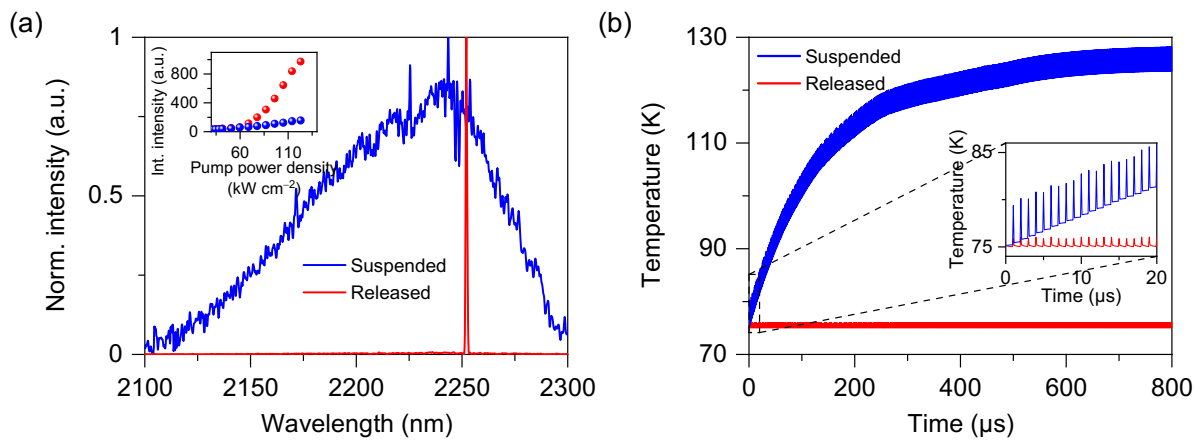 (a)
Norm. intensity (a.u.)
1
0.5
0
2100
2150
2200
2250
2300
Wavelength (nm)
Suspended
Released
Int. intensity (a.u.)
800
400
0
60
110
Pump power density
(kW cm⁻²)
(b)
Temperature (K)
130
110
90
70
0
200
400
600
800
Time (µs)
Suspended
Released
Temperature (K)
85
75
0
10
20
Time (µs)